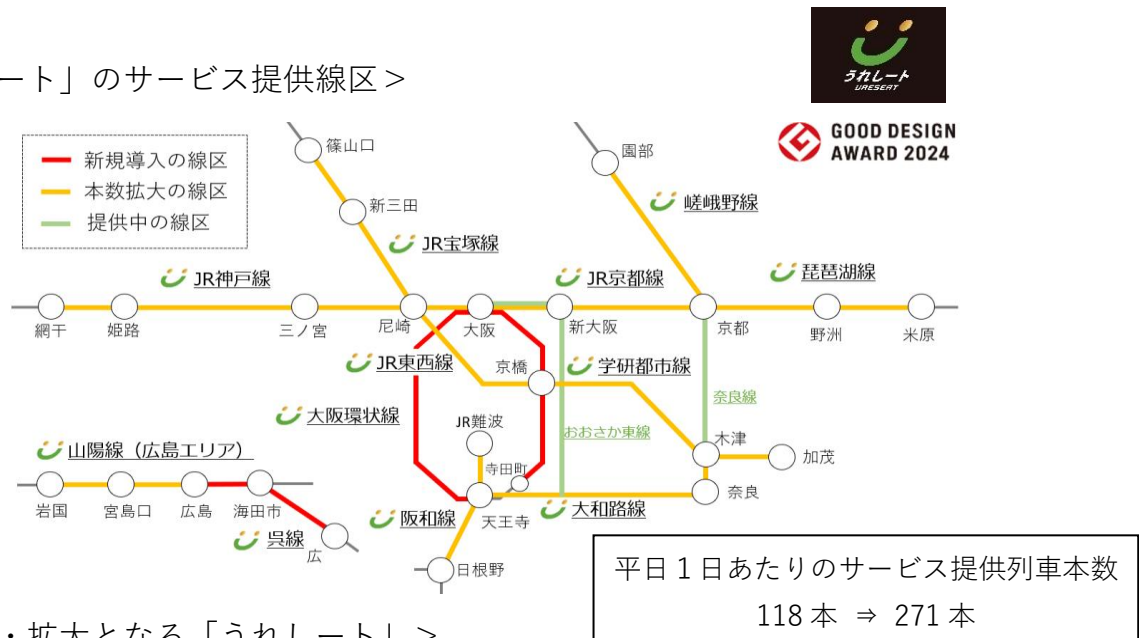 ート」のサービス提供線区＞
うれレート
URESEAT
GOOD DESIGN
AWARD 2024
新規導入の線区
本数拡大の線区
提供中の線区
篠山口
園部
新三田
嵯峨野線
JR宝塚線
JR神戸線
JR京都線
琵琶湖線
網干
姫路
三ノ宮
尼崎
大阪
新大阪
京都
野洲
米原
JR東西線
京橋
学研都市線
奈良線
大阪環状線
JR難波
おおさか東線
木津
加茂
山陽線（広島エリア）
寺田町
奈良
岩国
宮島口
広島
海田市
阪和線
天王寺
大和路線
呉線
広
日根野
平日１日あたりのサービス提供列車本数
118 本 ⇒ 271 本
・拡大となる「うれしート」＞